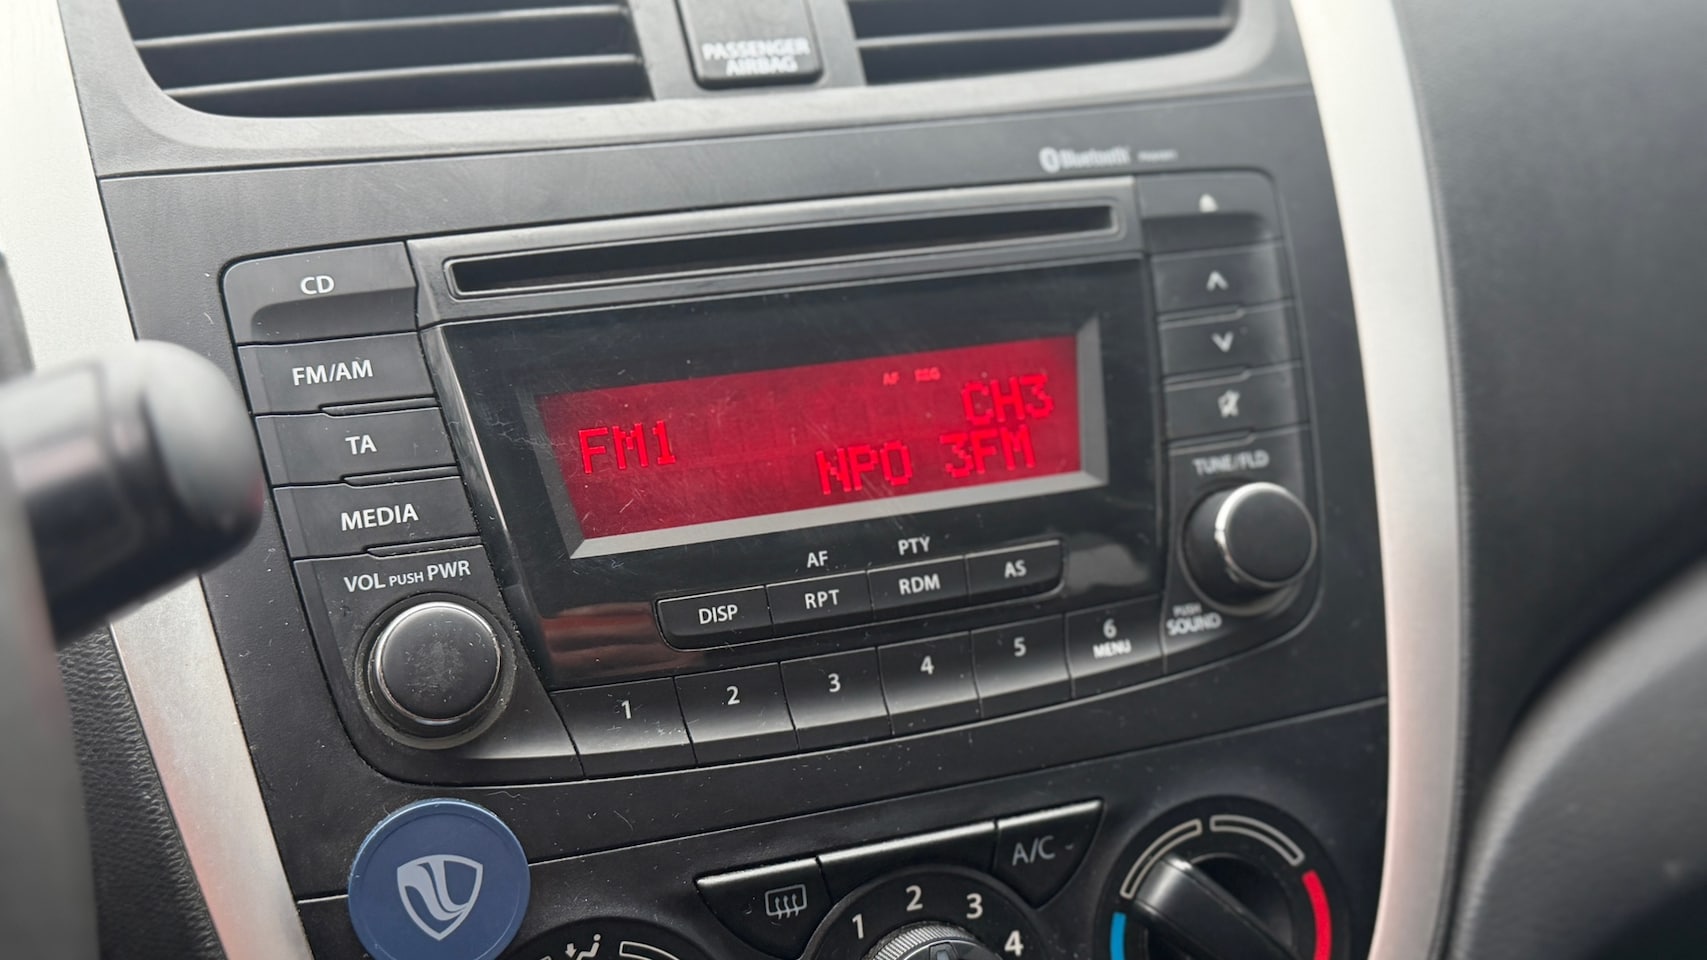 PASSENGER
AIRBAG
Bluetooth
CD
FM/AM
TA
MEDIA
VOL PUSH PWR
AF REG
CH3
FM1
NPO 3FM
TUNE/FLD
PUSH
SOUND
AF PTY
DISP RPT RDM AS
1 2 3 4 5 6
MENU
A/C
1 2 3 4